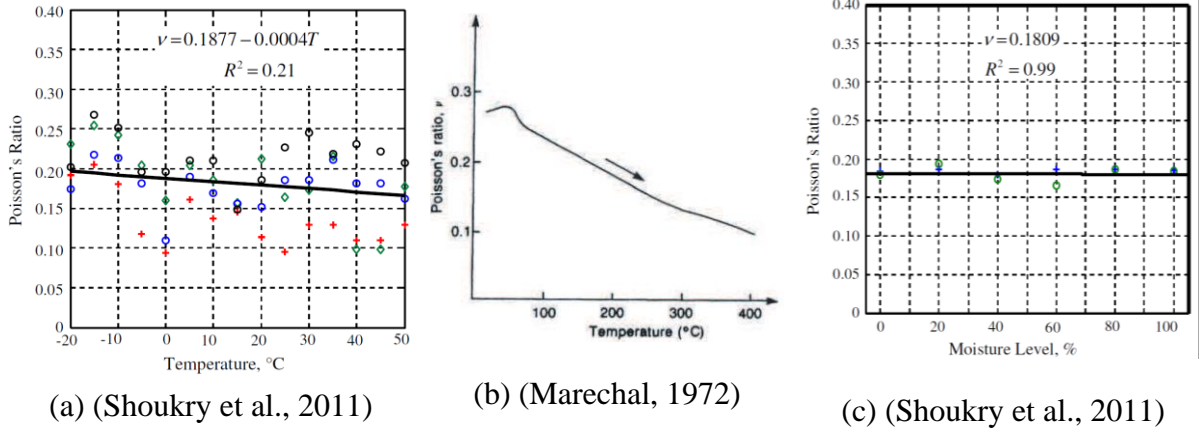 0.40
0.35
0.30
0.25
0.20
0.15
0.10
0.05
0
Poisson's Ratio
ν=0.1877−0.0004T
R² = 0.21
-20 -10 0 10 20 30 40 50
Temperature, °C
(a) (Shoukry et al., 2011)
0.3
0.2
0.1
Poisson's ratio, ν
100 200 300 400
Temperature (°C)
(b) (Marechal, 1972)
0.40
0.35
0.30
0.25
0.20
0.15
0.10
0.05
0
Poisson's Ratio
ν=0.1809
R² = 0.99
0 20 40 60 80 100
Moisture Level, %
(c) (Shoukry et al., 2011)